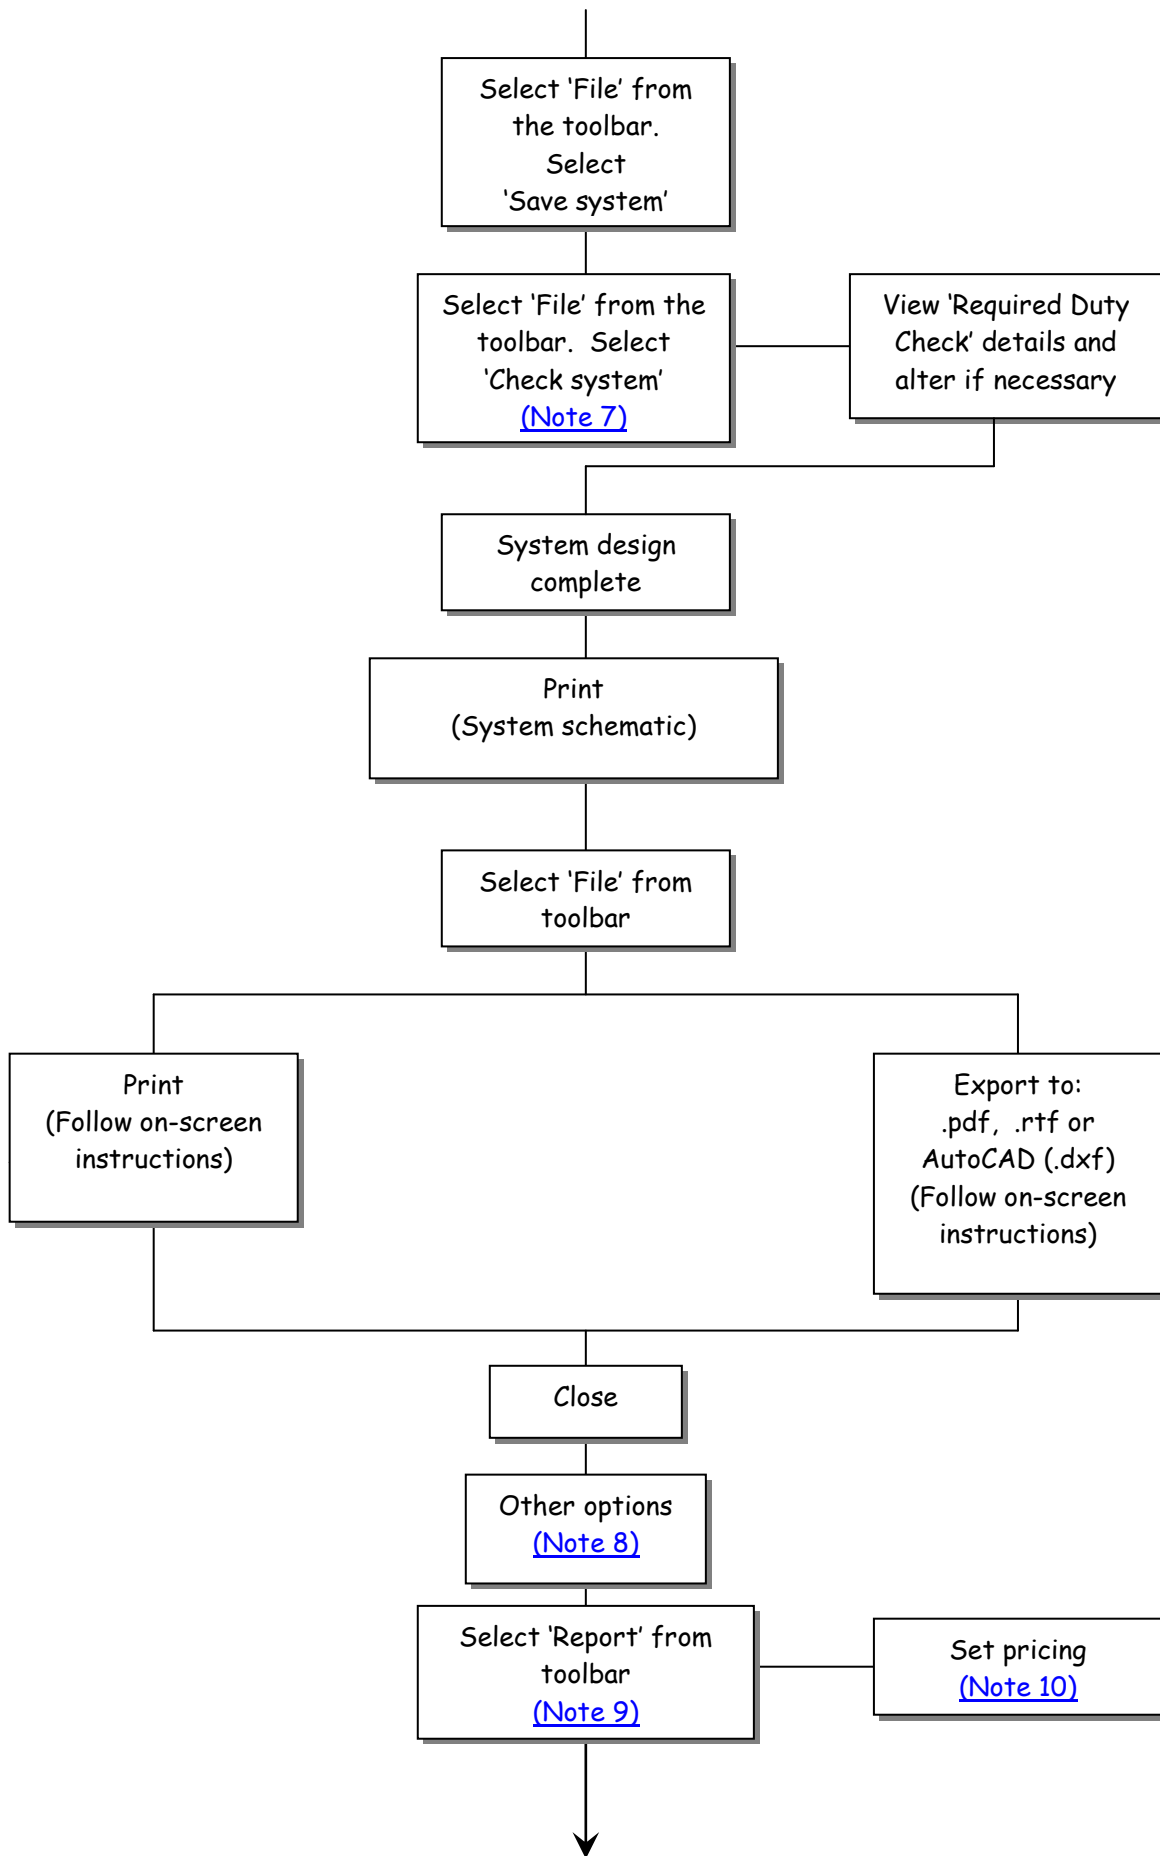 Select ‘File’ from
the toolbar.
Select
‘Save system’
Select ‘File’ from the
toolbar.  Select
‘Check system’
(Note 7)
View ‘Required Duty
Check’ details and
alter if necessary
System design
complete
Print
(System schematic)
Select ‘File’ from
toolbar
Print
(Follow on-screen
instructions)
Export to:
.pdf,  .rtf or
AutoCAD (.dxf)
(Follow on-screen
instructions)
Close
Other options
(Note 8)
Select ‘Report’ from
toolbar
(Note 9)
Set pricing
(Note 10)